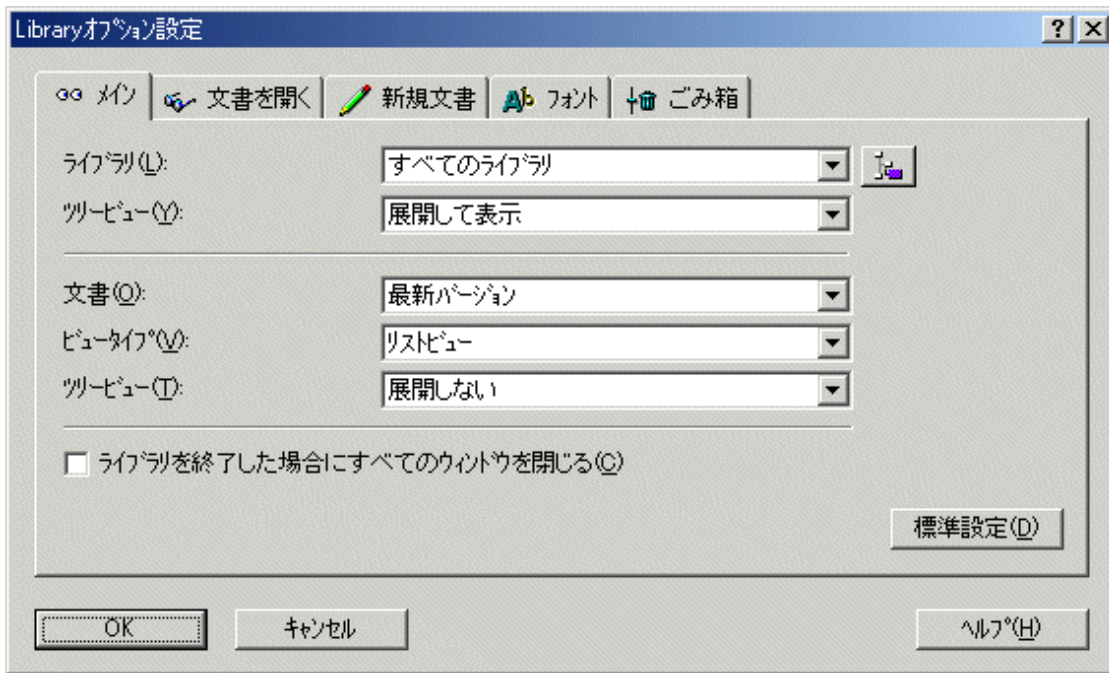 Libraryｵﾌﾟｼｮﾝ設定
ﾒｲﾝ 文書を開く 新規文書 Ab ﾌｫﾝﾄ ごみ箱
ﾗｲﾌﾞﾗﾘ(L): すべてのﾗｲﾌﾞﾗﾘ
ﾂﾘｰﾋﾞｭｰ(Y): 展開して表示
文書(O): 最新ﾊﾞｰｼﾞｮﾝ
ﾋﾞｭｰﾀｲﾌﾟ(V): ﾘｽﾄﾋﾞｭｰ
ﾂﾘｰﾋﾞｭｰ(T): 展開しない
ﾗｲﾌﾞﾗﾘを終了した場合にすべてのｳｨﾝﾄﾞｳを閉じる(C)
標準設定(D)
OK ｷｬﾝｾﾙ ﾍﾙﾌﾟ(H)